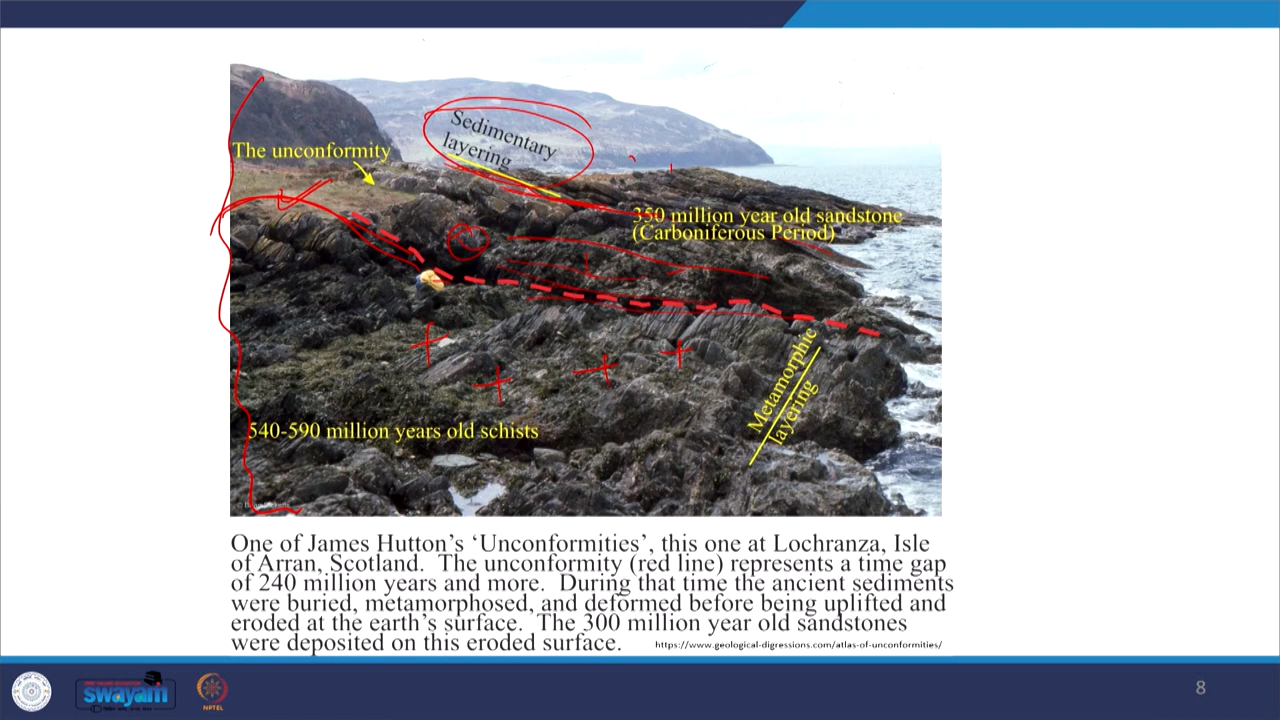 Sedimentary
layering
The unconformity
350 million year old sandstone
(Carboniferous Period)
Metamorphic
layering
540-590 million years old schists
One of James Hutton's 'Unconformities', this one at Lochranza, Isle
of Arran, Scotland. The unconformity (red line) represents a time gap
of 240 million years and more. During that time the ancient sediments
were buried, metamorphosed, and deformed before being uplifted and
eroded at the earth's surface. The 300 million year old sandstones
were deposited on this eroded surface.
https://www.geological-digressions.com/atlas-of-unconformities/
swayam
NPTEL
8